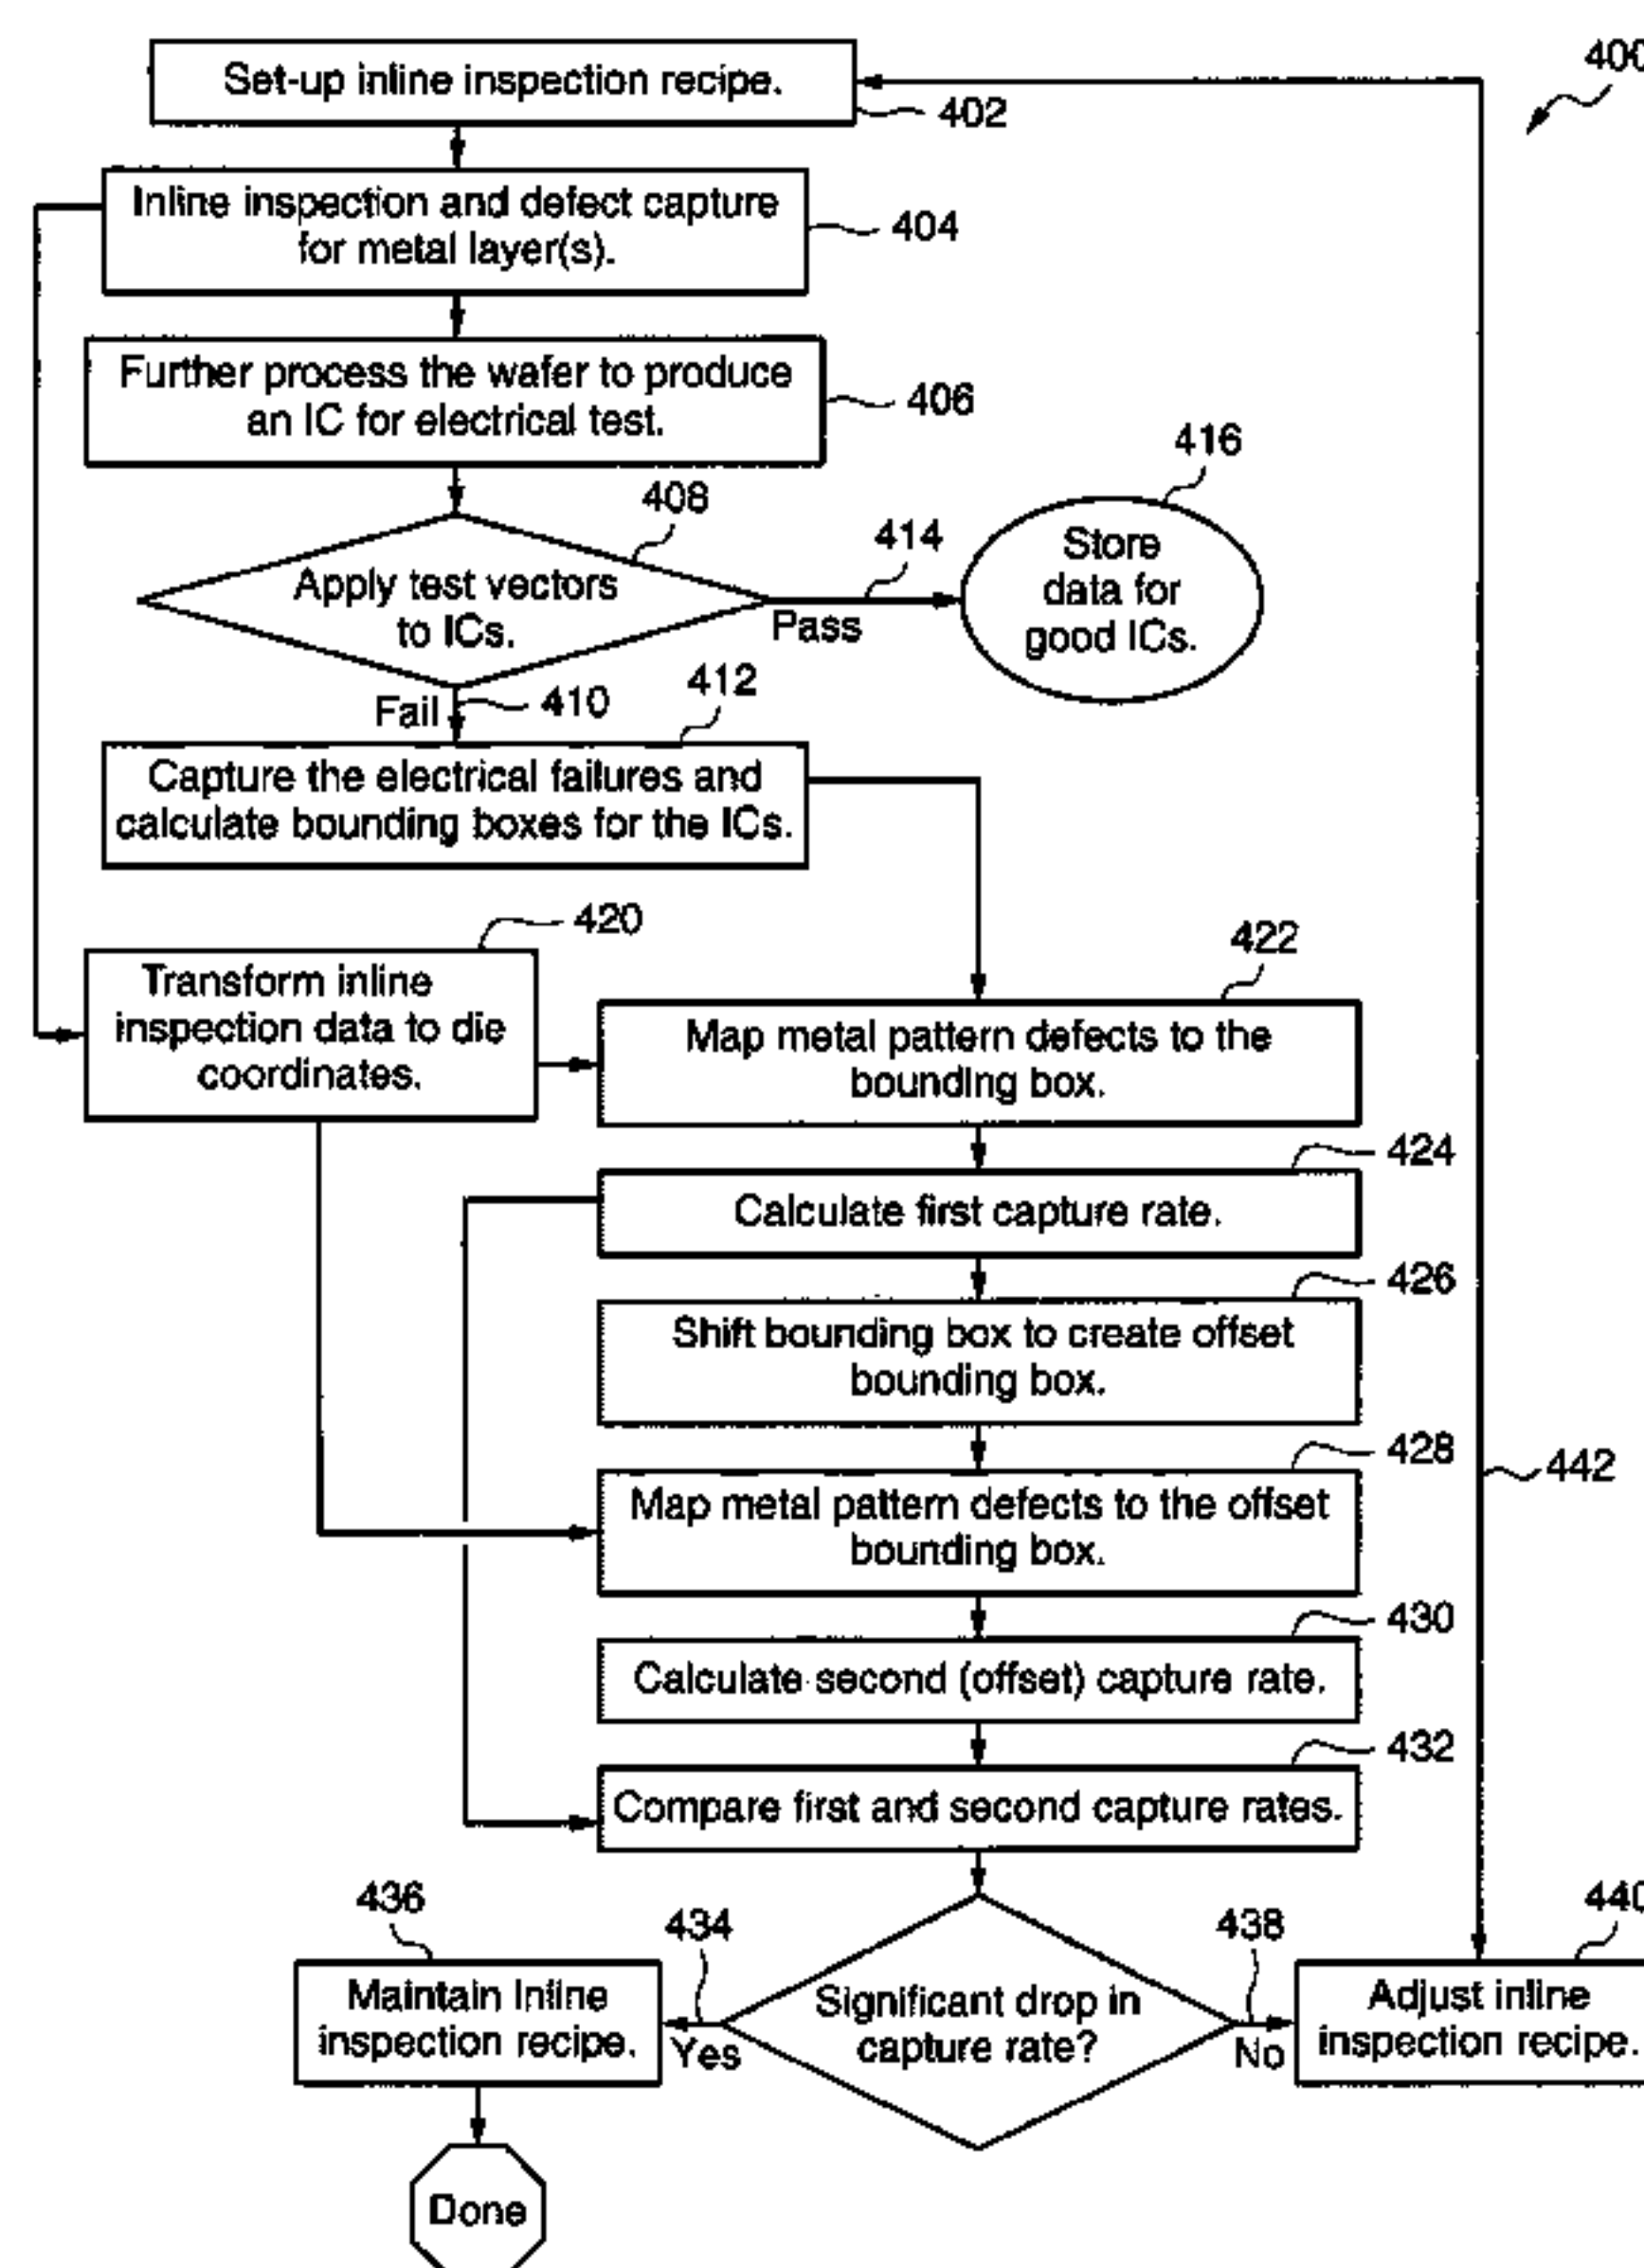 400
Set-up inline inspection recipe.
402
Inline inspection and defect capture
for metal layer(s).
404
Further process the wafer to produce
an IC for electrical test.
406
408
Apply test vectors
to ICs.
414
Pass
416
Store
data for
good ICs.
Fail
410
412
Capture the electrical failures and
calculate bounding boxes for the ICs.
420
Transform inline
inspection data to die
coordinates.
422
Map metal pattern defects to the
bounding box.
424
Calculate first capture rate.
426
Shift bounding box to create offset
bounding box.
428
Map metal pattern defects to the offset
bounding box.
442
430
Calculate second (offset) capture rate.
432
Compare first and second capture rates.
436
Maintain Inline
inspection recipe.
434
Yes
Significant drop in
capture rate?
438
No
440
Adjust inline
inspection recipe.
Done